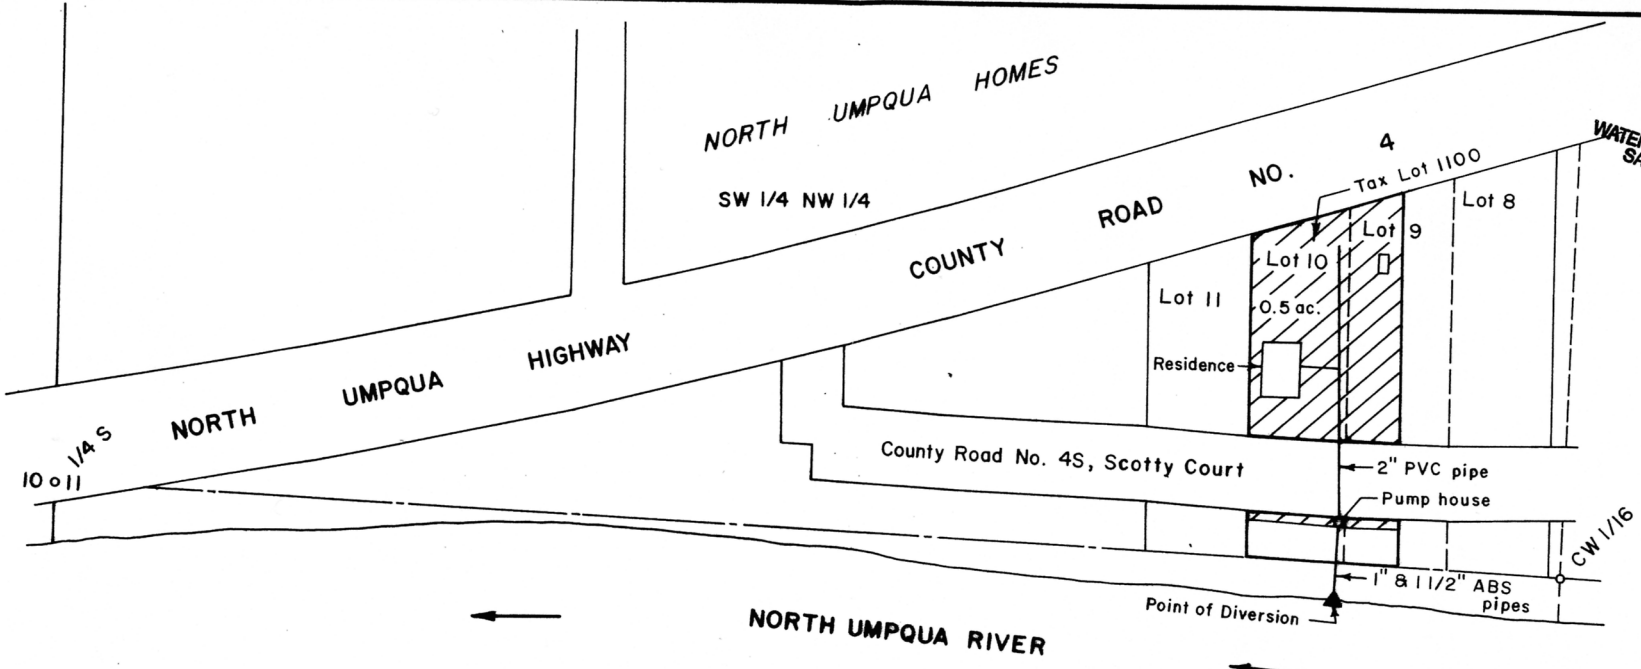 NORTH UMPQUA HOMES
SW 1/4 NW 1/4
NORTH UMPQUA HIGHWAY COUNTY ROAD NO. 4
Tax Lot 1100
Lot 8
Lot 9
Lot 10
Lot 11
0.5 ac.
Residence
10 11 1/4 S
County Road No. 4S, Scotty Court
2" PVC pipe
Pump house
CW 1/16
1" & 1 1/2" ABS
pipes
Point of Diversion
NORTH UMPQUA RIVER